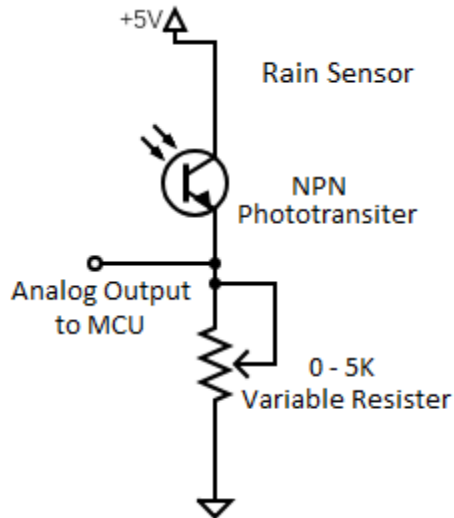 +5V
Rain Sensor
NPN
Phototransiter
Analog Output
to MCU
0 - 5K
Variable Resister